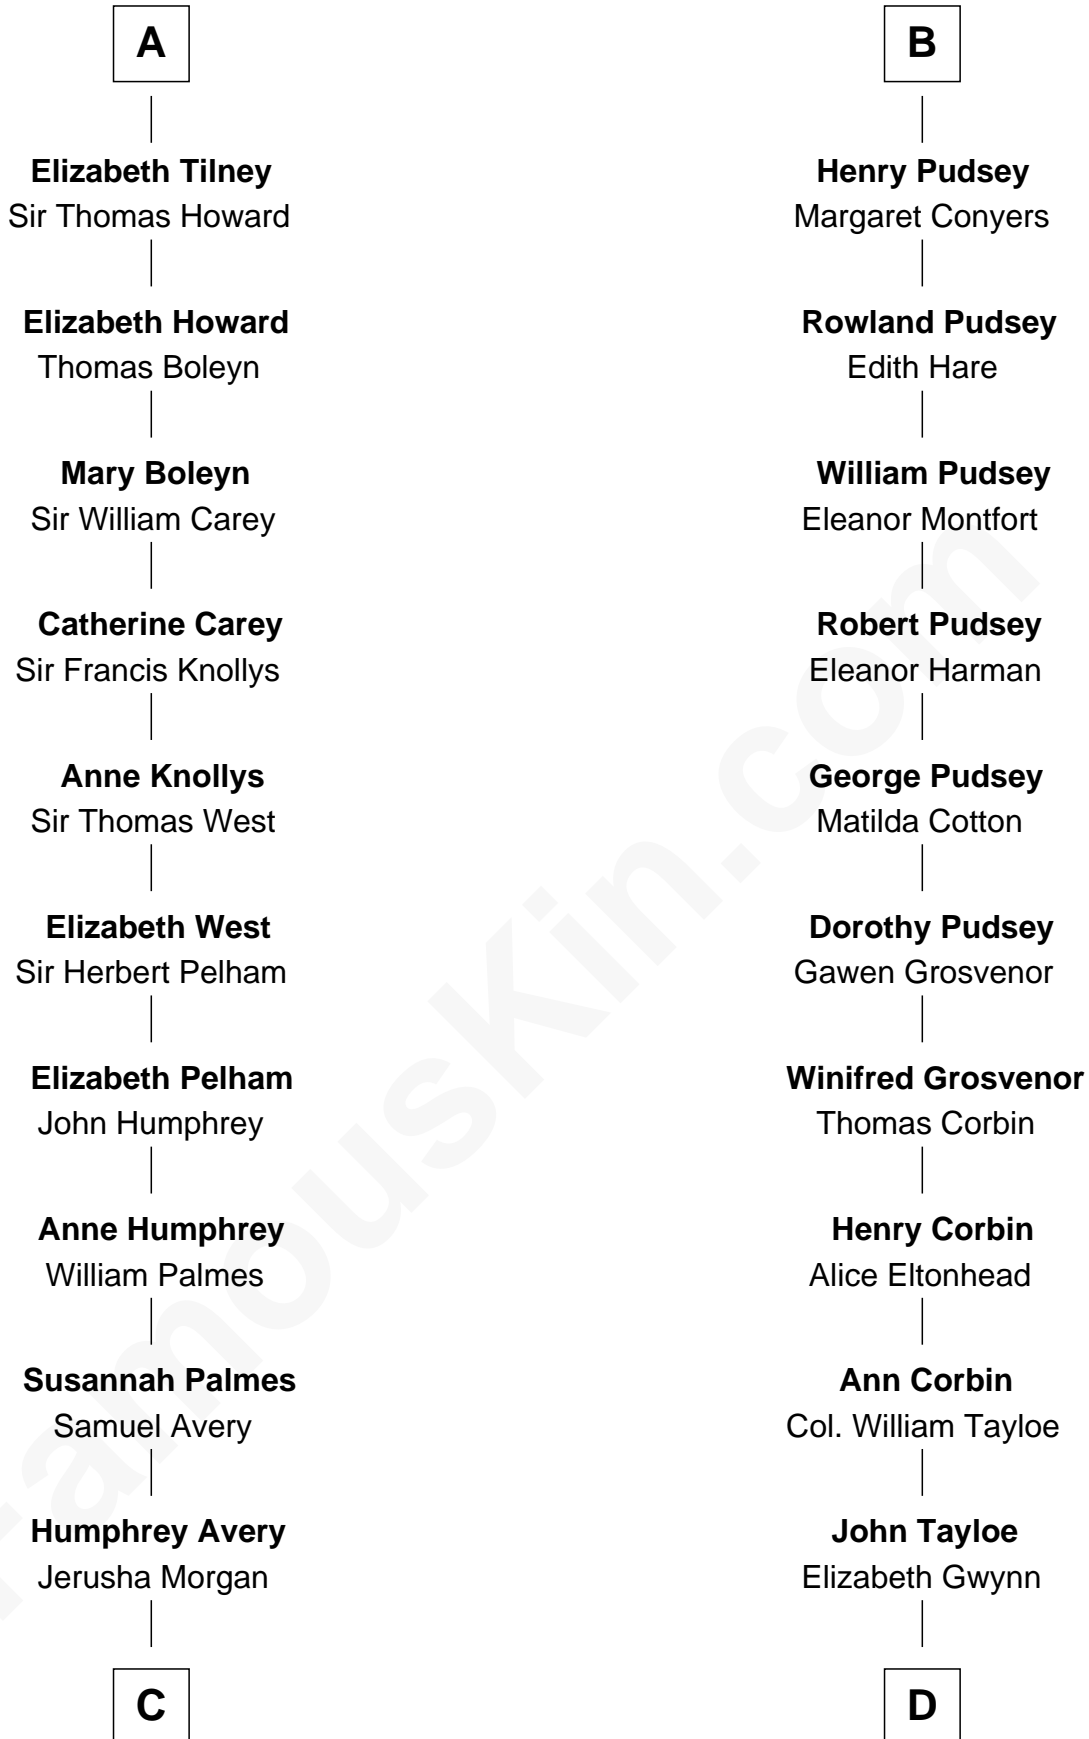 A
Elizabeth Tilney
Sir Thomas Howard
Elizabeth Howard
Thomas Boleyn
Mary Boleyn
Sir William Carey
Catherine Carey
Sir Francis Knollys
Anne Knollys
Sir Thomas West
Elizabeth West
Sir Herbert Pelham
Elizabeth Pelham
John Humphrey
Anne Humphrey
William Palmes
Susannah Palmes
Samuel Avery
Humphrey Avery
Jerusha Morgan
C
B
Henry Pudsey
Margaret Conyers
Rowland Pudsey
Edith Hare
William Pudsey
Eleanor Montfort
Robert Pudsey
Eleanor Harman
George Pudsey
Matilda Cotton
Dorothy Pudsey
Gawen Grosvenor
Winifred Grosvenor
Thomas Corbin
Henry Corbin
Alice Eltonhead
Ann Corbin
Col. William Tayloe
John Tayloe
Elizabeth Gwynn
D
FamousKin.com